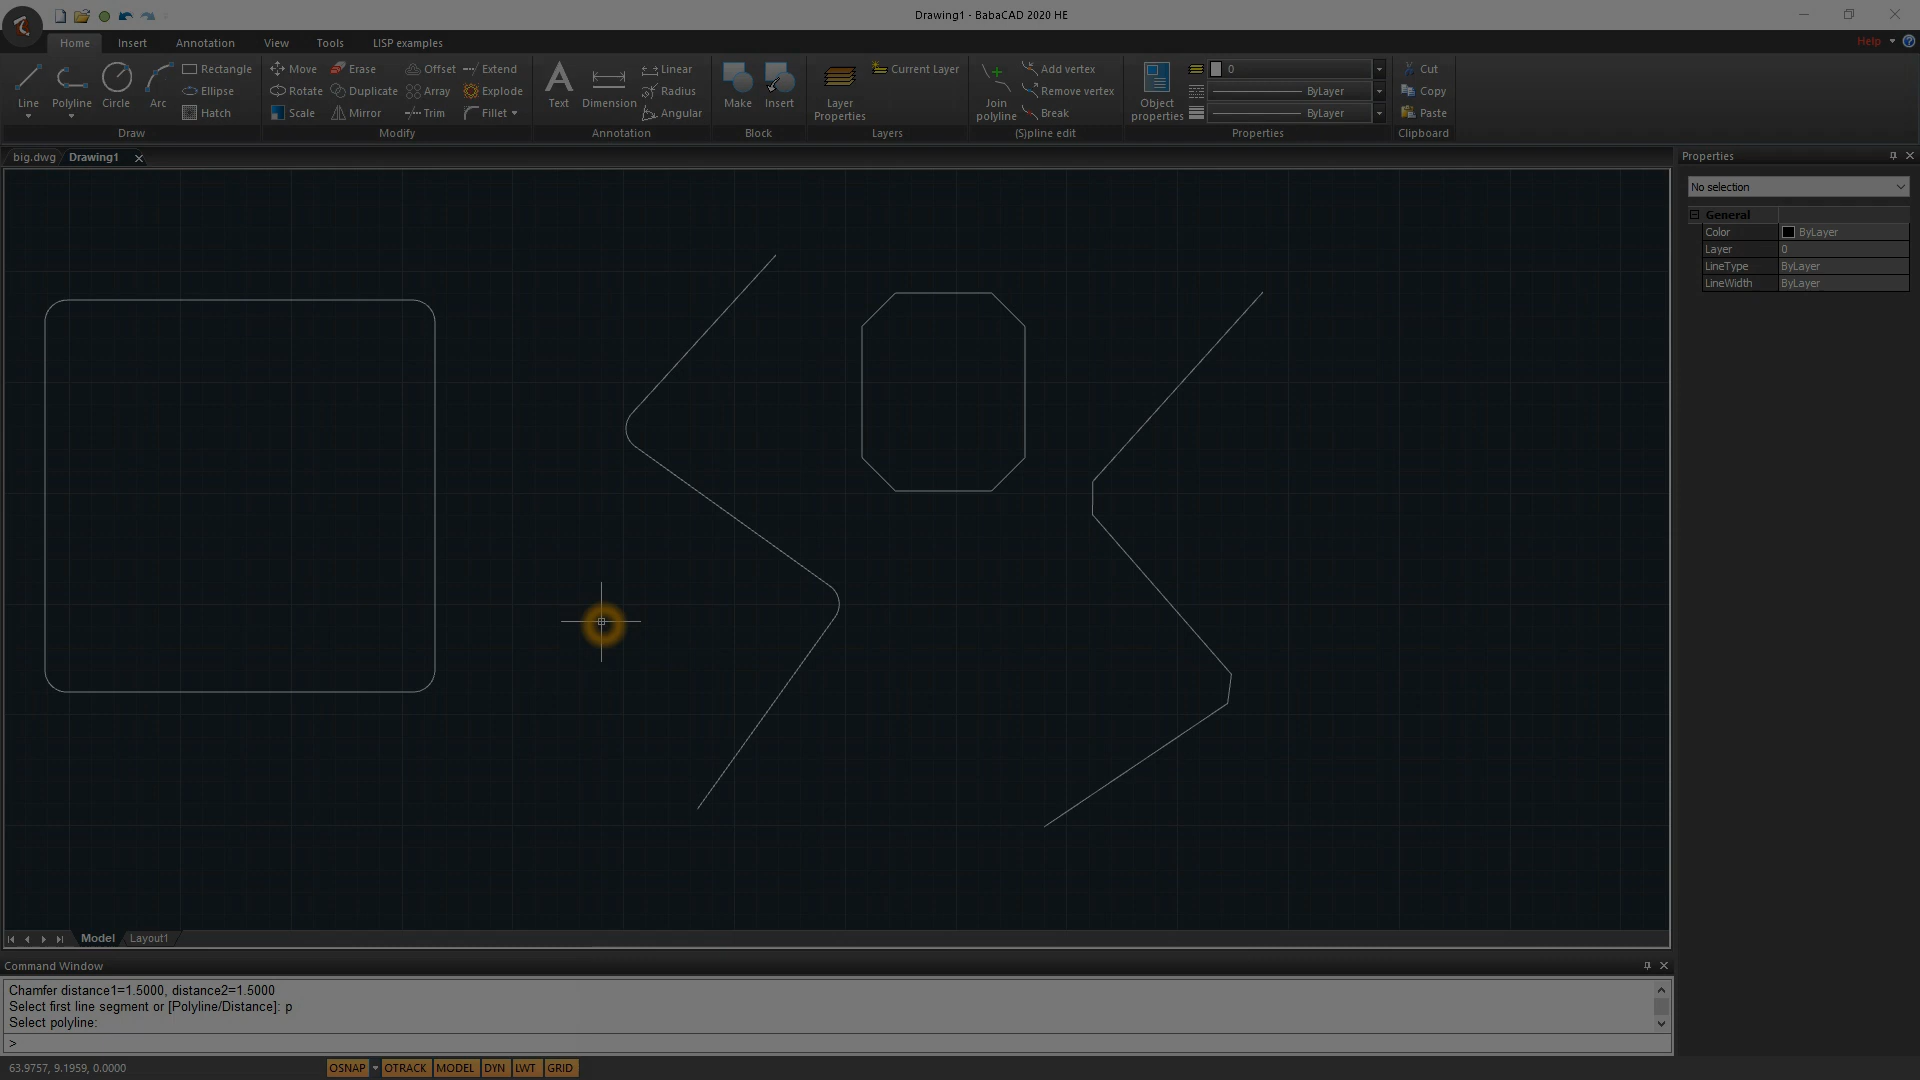 Drawing1 - BabaCAD 2020 HE
Home Insert Annotation View Tools LISP examples Help
Rectangle Move Erase Offset Extend Linear Current Layer Add vertex 0 Cut
Ellipse Rotate Duplicate Array Explode Radius Remove vertex ByLayer Copy
Line Polyline Circle Arc Text Dimension Make Insert Layer Properties Join polyline Object properties
Hatch Scale Mirror Trim Fillet Angular Break ByLayer Paste
Draw Modify Annotation Block Layers (S)pline edit Properties Clipboard
big.dwg Drawing1
Properties
No selection
General
Color ByLayer
Layer 0
LineType ByLayer
LineWidth ByLayer
Model Layout1
Command Window
Chamfer distance1=1.5000, distance2=1.5000
Select first line segment or [Polyline/Distance]: p
Select polyline:
>
63.9757, 9.1959, 0.0000 OSNAP OTRACK MODEL DYN LWT GRID